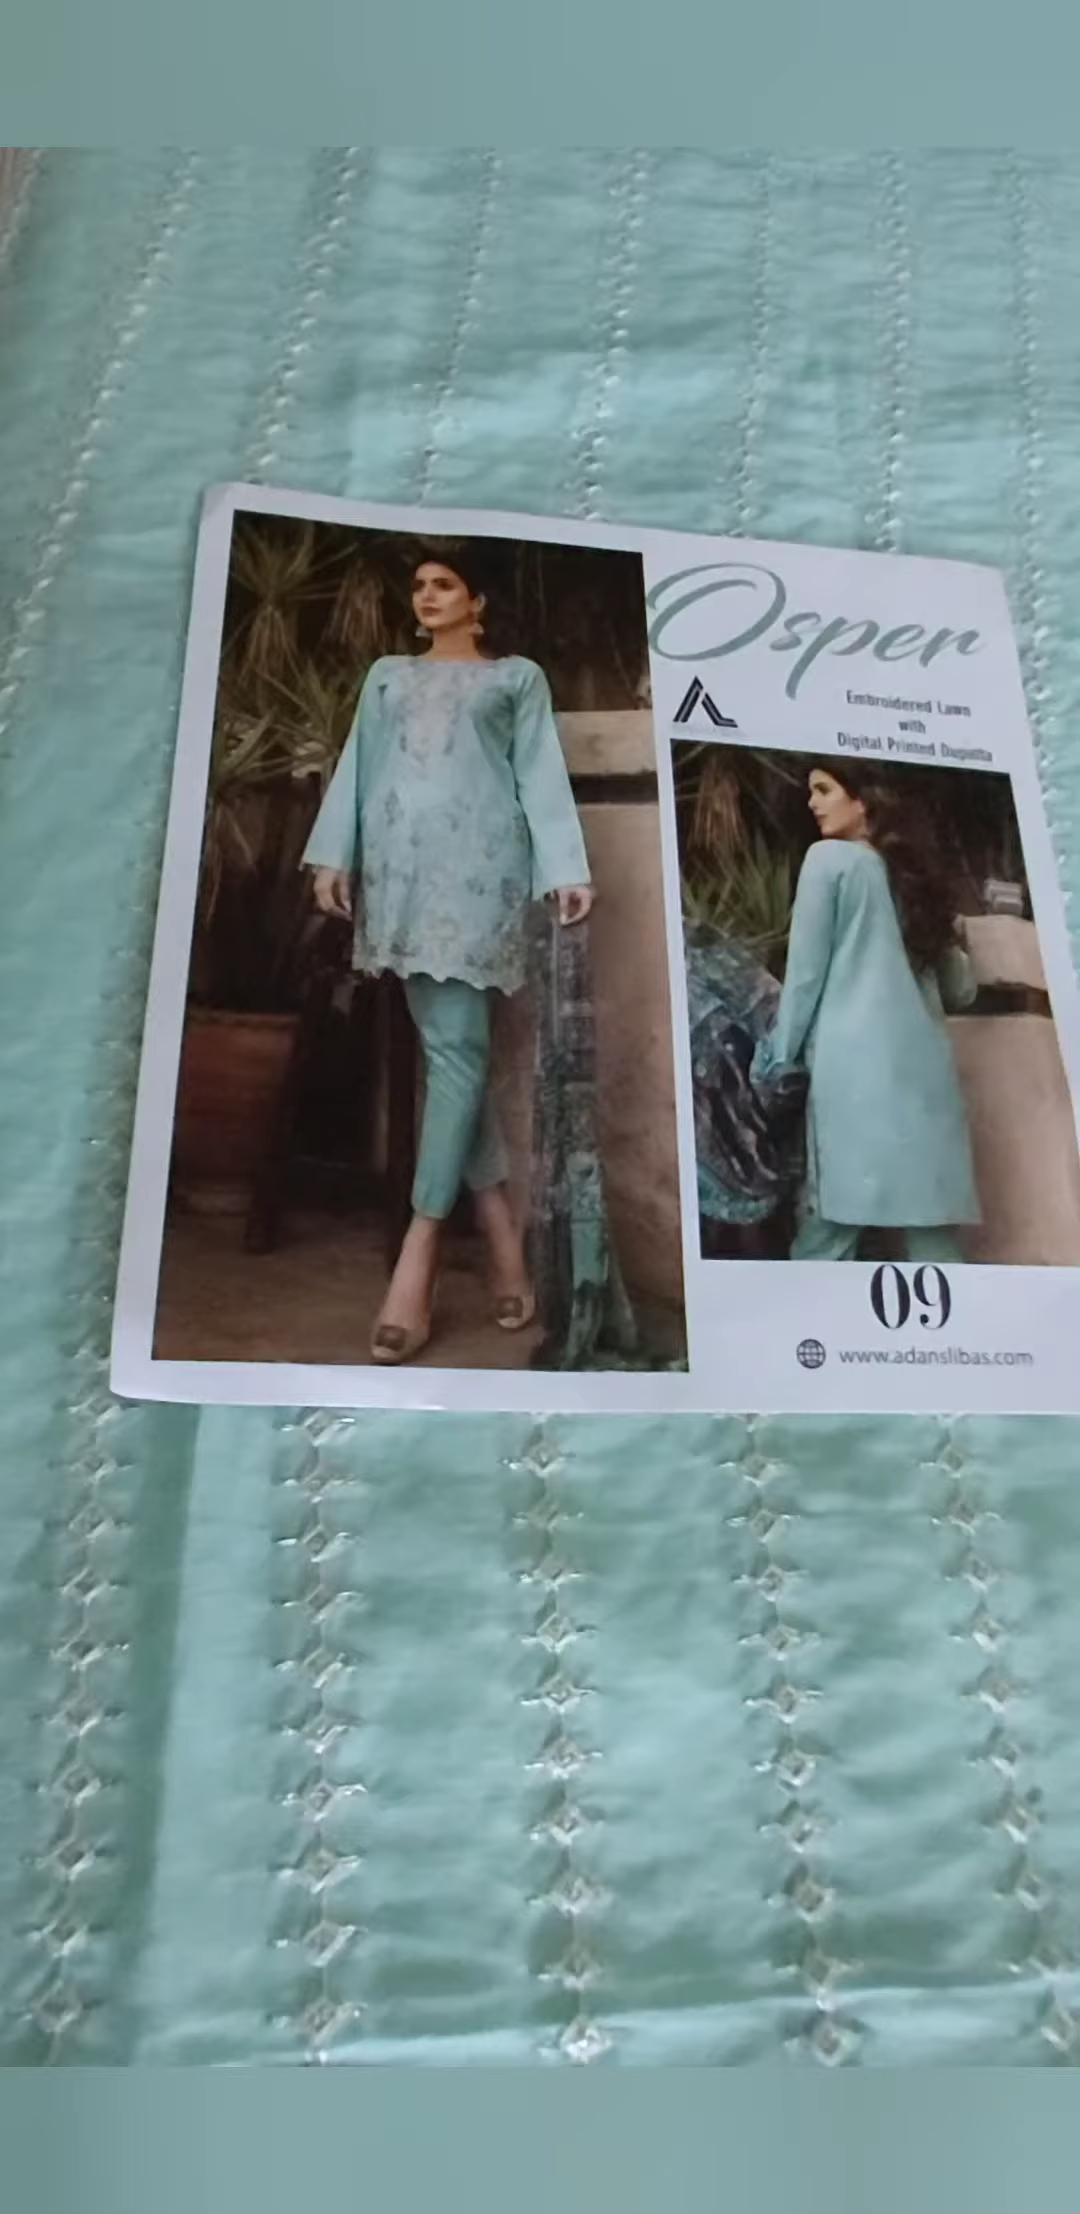 Osper
Embroidered Lawn
with
Digital Printed Dupatta
09
www.adanslibas.com